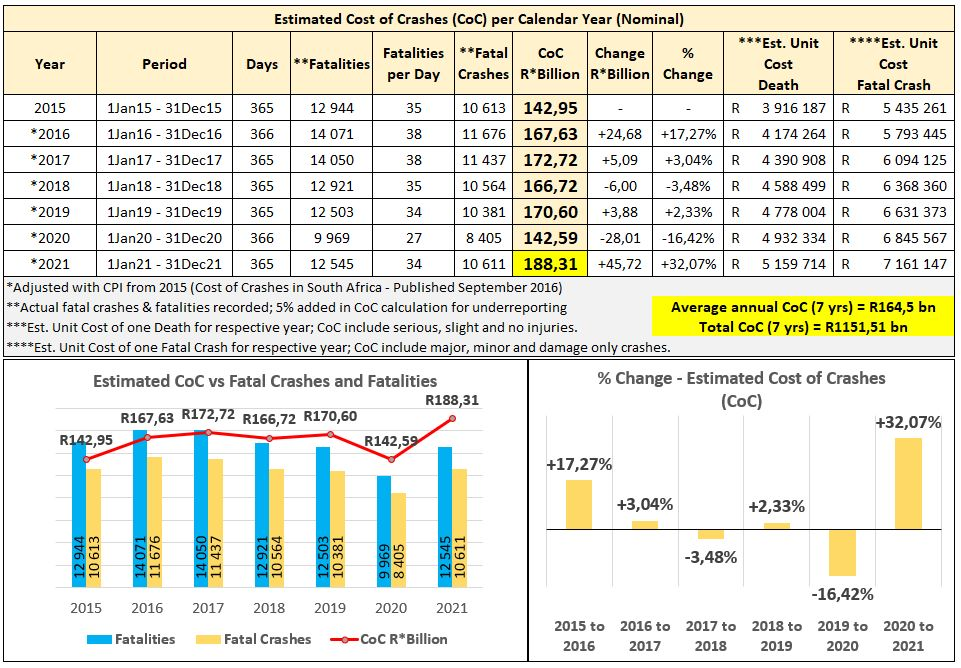 Estimated Cost of Crashes (CoC) per Calendar Year (Nominal)
Year Period Days **Fatalities Fatalities per Day **Fatal Crashes CoC R*Billion Change R*Billion % Change ***Est. Unit Cost Death ****Est. Unit Cost Fatal Crash
2015 1Jan15 - 31Dec15 365 12 944 35 10 613 142,95 - - R 3 916 187 R 5 435 261
*2016 1Jan16 - 31Dec16 366 14 071 38 11 676 167,63 +24,68 +17,27% R 4 174 264 R 5 793 445
*2017 1Jan17 - 31Dec17 365 14 050 38 11 437 172,72 +5,09 +3,04% R 4 390 908 R 6 094 125
*2018 1Jan18 - 31Dec18 365 12 921 35 10 564 166,72 -6,00 -3,48% R 4 588 499 R 6 368 360
*2019 1Jan19 - 31Dec19 365 12 503 34 10 381 170,60 +3,88 +2,33% R 4 778 004 R 6 631 373
*2020 1Jan20 - 31Dec20 366 9 969 27 8 405 142,59 -28,01 -16,42% R 4 932 334 R 6 845 567
*2021 1Jan21 - 31Dec21 365 12 545 34 10 611 188,31 +45,72 +32,07% R 5 159 714 R 7 161 147
*Adjusted with CPI from 2015 (Cost of Crashes in South Africa - Published September 2016)
**Actual fatal crashes & fatalities recorded; 5% added in CoC calculation for underreporting
***Est. Unit Cost of one Death for respective year; CoC include serious, slight and no injuries.
****Est. Unit Cost of one Fatal Crash for respective year; CoC include major, minor and damage only crashes.
Average annual CoC (7 yrs) = R164,5 bn
Total CoC (7 yrs) = R1151,51 bn
Estimated CoC vs Fatal Crashes and Fatalities
R142,95 R167,63 R172,72 R166,72 R170,60 R142,59 R188,31
12 944 10 613 14 071 11 676 14 050 11 437 12 921 10 564 12 503 10 381 9 969 8 405 12 545 10 611
2015 2016 2017 2018 2019 2020 2021
Fatalities Fatal Crashes CoC R*Billion
% Change - Estimated Cost of Crashes
(CoC)
+17,27% +3,04% -3,48% +2,33% -16,42% +32,07%
2015 to 2016 to 2017 to 2018 to 2019 to 2020 to
2016 2017 2018 2019 2020 2021